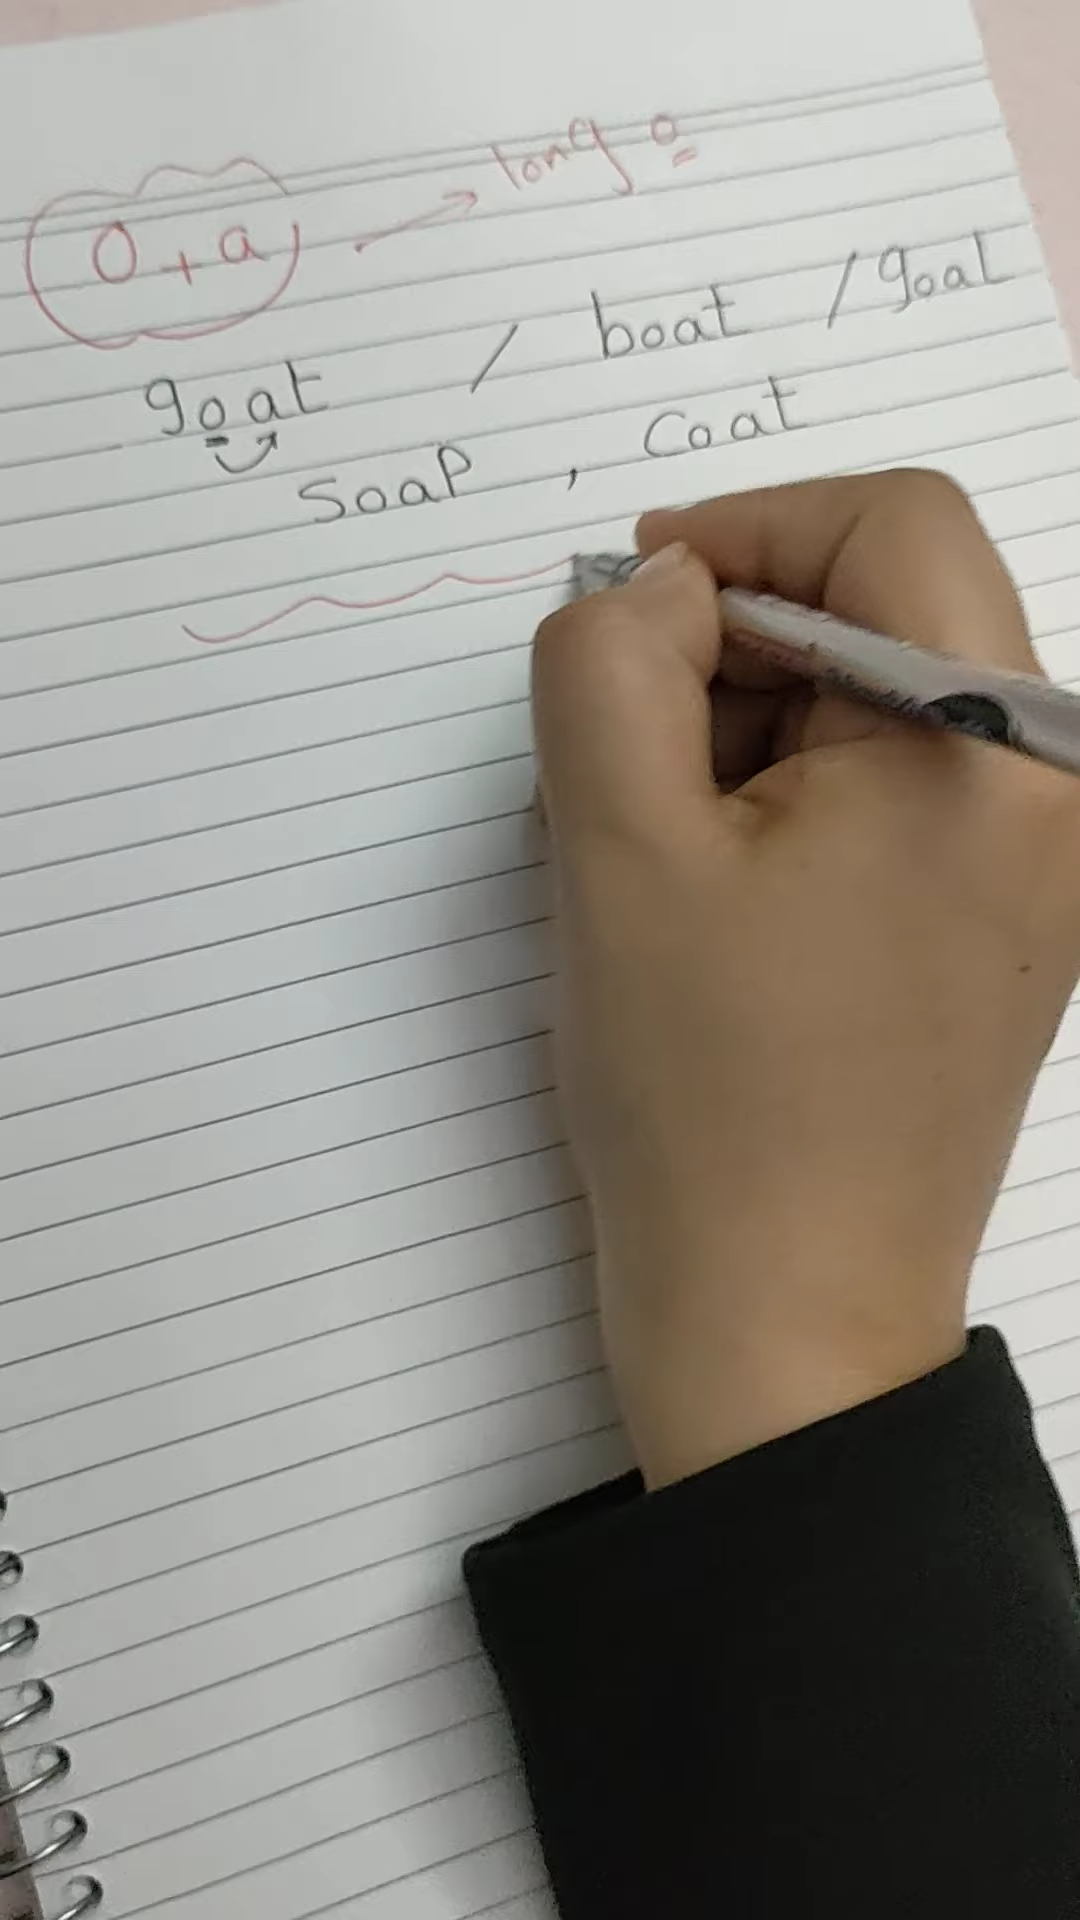 O + a → long o
goat / boat / goal
soap , coat